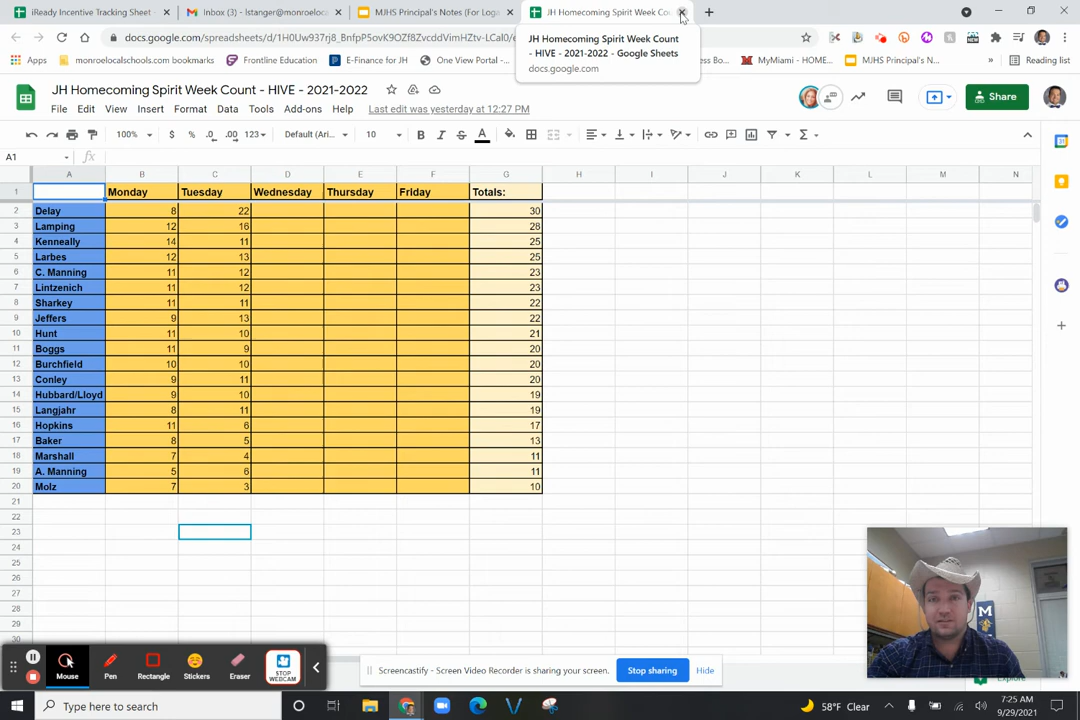 iReady Incentive Tracking Sheet -
Inbox (3) - lstanger@monroeloca
MJHS Principal's Notes (For Loga
JH Homecoming Spirit Week Cou
docs.google.com/spreadsheets/d/1H0Uw937rj8_BnfpP5ovK9OZf8ZvcddVimHtzW-LCal0/e
JH Homecoming Spirit Week Count
- HIVE - 2021-2022 - Google Sheets
docs.google.com
Apps
monroelocalschools.com bookmarks
Frontline Education
E-Finance for JH
One View Portal -...
ss Bo...
MyMiami - HOME...
MJHS Principal's N...
»
Reading list
JH Homecoming Spirit Week Count - HIVE - 2021-2022
File Edit View Insert Format Data Tools Add-ons Help Last edit was yesterday at 12:27 PM
Share
100% $ % .0 .00 123 Default (Ari... 10 B I S A
A1 fx
A B C D E F G H I J K L M N
1 Monday Tuesday Wednesday Thursday Friday Totals:
2 Delay 8 22 30
3 Lamping 12 16 28
4 Kenneally 14 11 25
5 Larbes 12 13 25
6 C. Manning 11 12 23
7 Lintzenich 11 12 23
8 Sharkey 11 11 22
9 Jeffers 9 13 22
10 Hunt 11 10 21
11 Boggs 11 9 20
12 Burchfield 10 10 20
13 Conley 9 11 20
14 Hubbard/Lloyd 9 10 19
15 Langjahr 8 11 19
16 Hopkins 11 6 17
17 Baker 8 5 13
18 Marshall 7 4 11
19 A. Manning 5 6 11
20 Molz 7 3 10
21
22
23
24
25
26
27
28
29
30
M
Mouse
Pen
Rectangle
Stickers
Eraser
STOP
WEBCAM
Screencastify - Screen Video Recorder is sharing your screen.
Stop sharing
Hide
Explore
Type here to search
58°F Clear
7:25 AM
9/29/2021